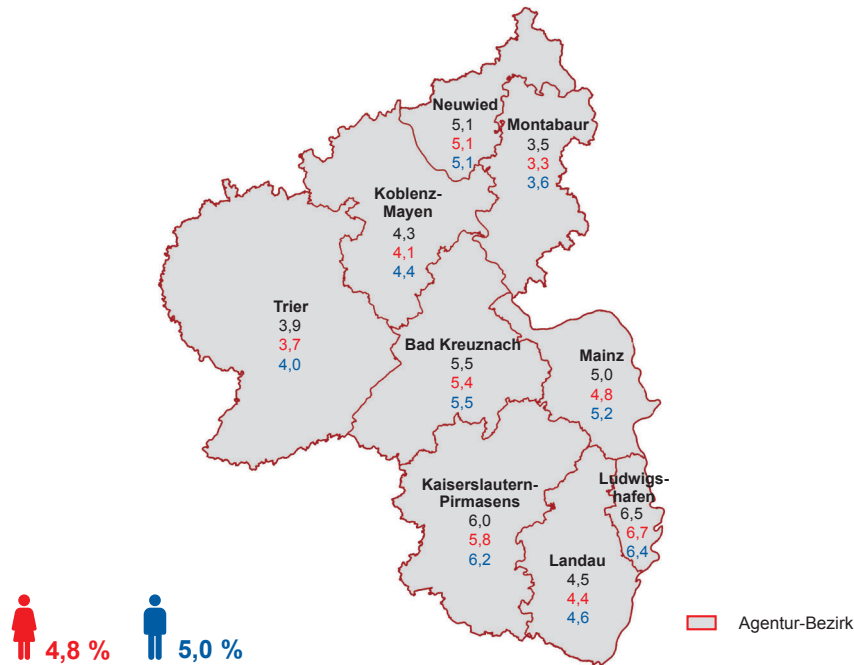 Neuwied
5,1
5,1
5,1
Montabaur
3,5
3,3
3,6
Koblenz-
Mayen
4,3
4,1
4,4
Trier
3,9
3,7
4,0
Bad Kreuznach
5,5
5,4
5,5
Mainz
5,0
4,8
5,2
Kaiserslautern-
Pirmasens
6,0
5,8
6,2
Ludwigs-
hafen
6,5
6,7
6,4
Landau
4,5
4,4
4,6
4,8 %
5,0 %
Agentur-Bezirk